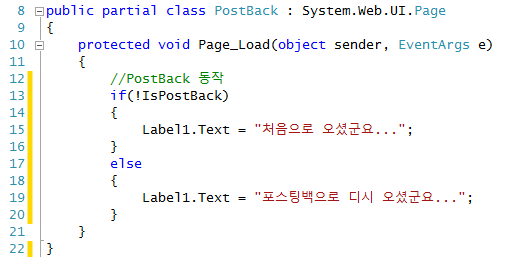 8 public partial class PostBack : System.Web.UI.Page
9 {
10 protected void Page_Load(object sender, EventArgs e)
11 {
12 //PostBack 동작
13 if(!IsPostBack)
14 {
15 Label1.Text = "처음으로 오셨군요...";
16 }
17 else
18 {
19 Label1.Text = "포스팅백으로 디시 오셨군요...";
20 }
21 }
22 }